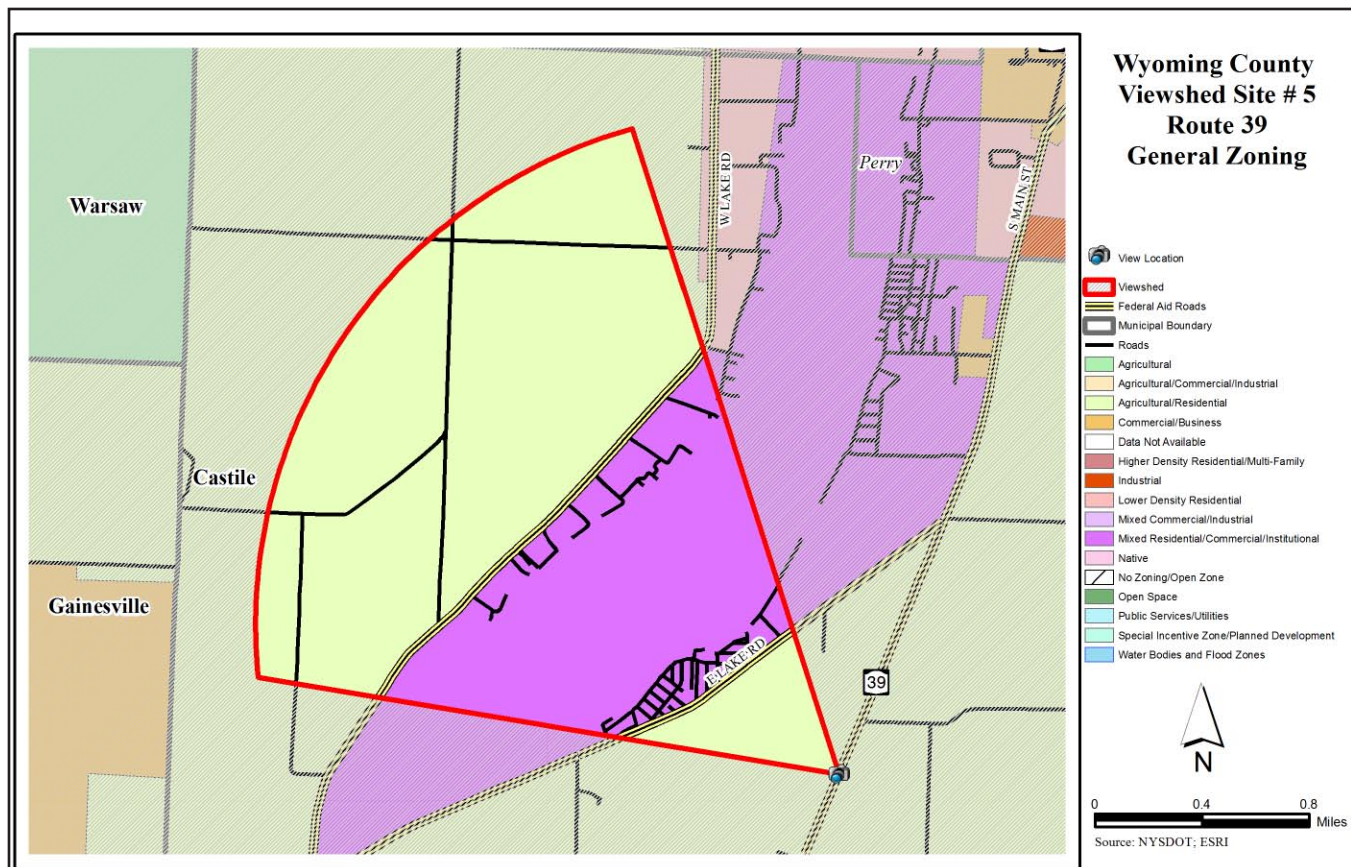 Wyoming County
Viewshed Site # 5
Route 39
General Zoning
Warsaw
Perry
W LAKE RD
S MAIN ST
Castile
Gainesville
E LAKE RD
39
View Location
Viewshed
Federal Aid Roads
Municipal Boundary
Roads
Agricultural
Agricultural/Commercial/Industrial
Agricultural/Residential
Commercial/Business
Data Not Available
Higher Density Residential/Multi-Family
Industrial
Lower Density Residential
Mixed Commercial/Industrial
Mixed Residential/Commercial/Institutional
Native
No Zoning/Open Zone
Open Space
Public Services/Utilities
Special Incentive Zone/Planned Development
Water Bodies and Flood Zones
N
0 0.4 0.8
Miles
Source: NYSDOT; ESRI